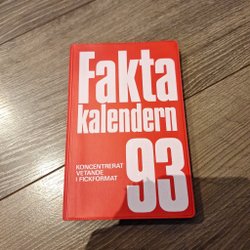 Fakta
kalendern
93
KONCENTRERAT
VETANDE
I FICKFORMAT